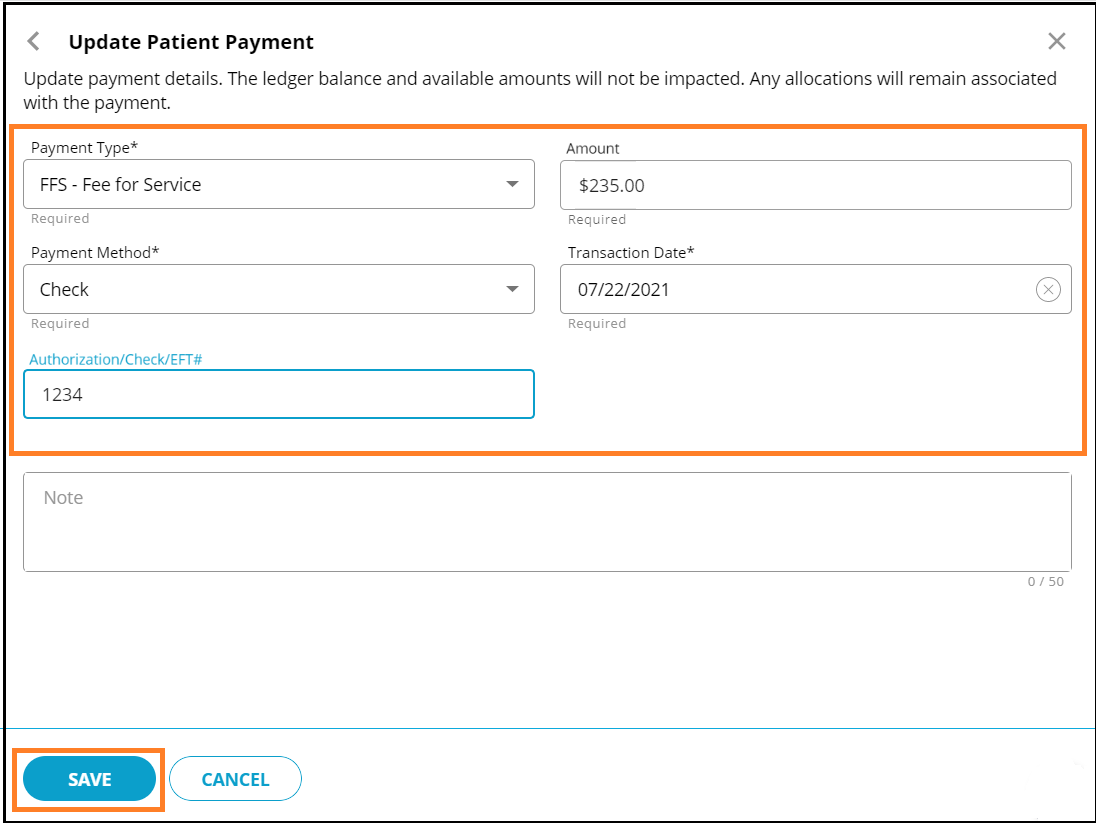 Update Patient Payment
Update payment details. The ledger balance and available amounts will not be impacted. Any allocations will remain associated
with the payment.
Payment Type*
Amount
FFS - Fee for Service
$235.00
Required
Required
Payment Method*
Transaction Date*
Check
07/22/2021
Required
Required
Authorization/Check/EFT#
1234
Note
0 / 50
SAVE
CANCEL